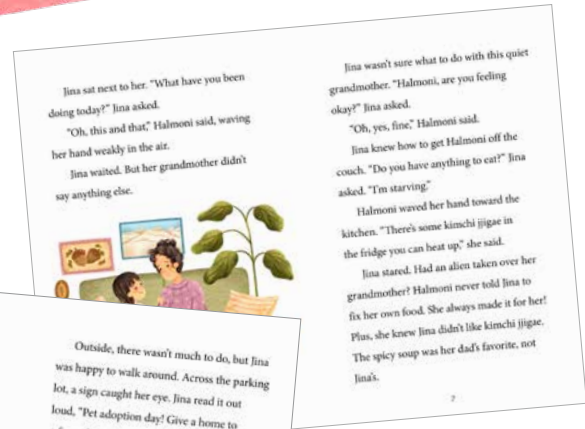 Jina sat next to her. "What have you been
doing today?" Jina asked.
"Oh, this and that," Halmoni said, waving
her hand weakly in the air.
Jina waited. But her grandmother didn't
say anything else.
Jina wasn't sure what to do with this quiet
grandmother. "Halmoni, are you feeling
okay?" Jina asked.
"Oh, yes, fine," Halmoni said.
Jina knew how to get Halmoni off the
couch. "Do you have anything to eat?" Jina
asked. "I'm starving."
Halmoni waved her hand toward the
kitchen. "There's some kimchi jjigae in
the fridge you can heat up," she said.
Jina stared. Had an alien taken over her
grandmother? Halmoni never told Jina to
fix her own food. She always made it for her!
Plus, she knew Jina didn't like kimchi jjigae.
The spicy soup was her dad's favorite, not
Jina's.
7
Outside, there wasn't much to do, but Jina
was happy to walk around. Across the parking
lot, a sign caught her eye. Jina read it out
loud, "Pet adoption day! Give a home to